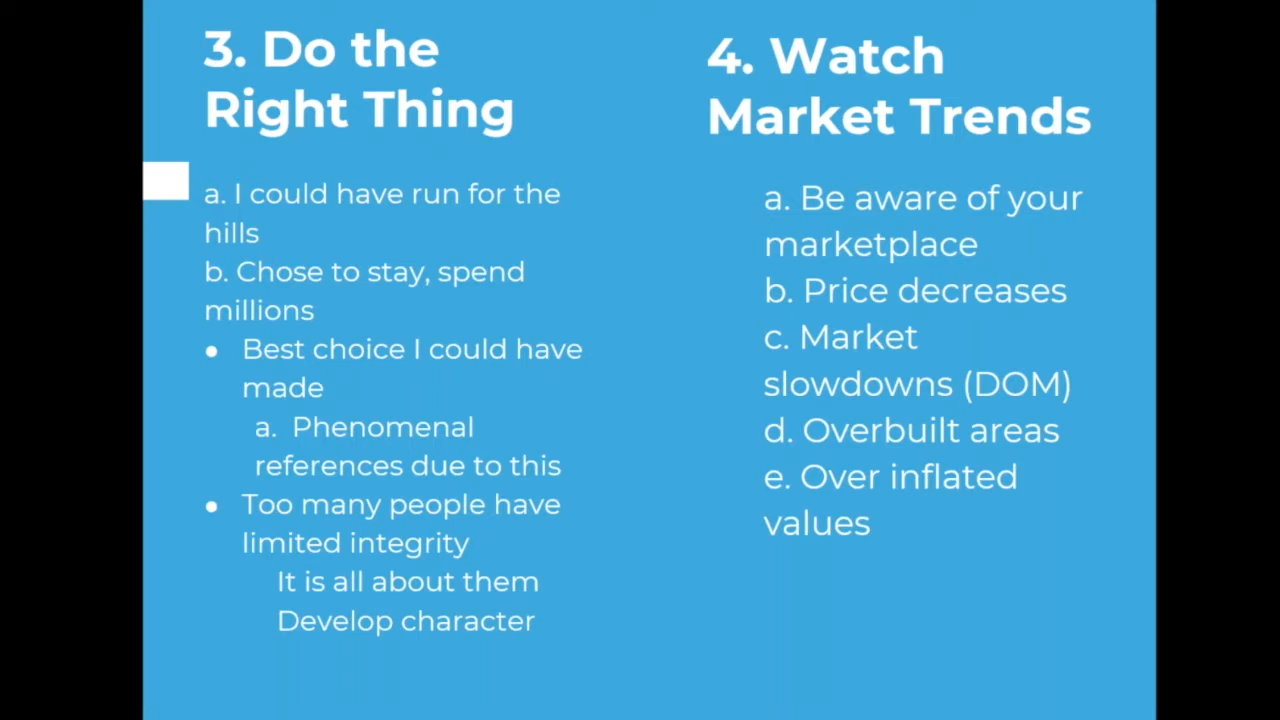 3. Do the
Right Thing
a. I could have run for the
hills
b. Chose to stay, spend
millions
● Best choice I could have
made
a. Phenomenal
references due to this
● Too many people have
limited integrity
It is all about them
Develop character
4. Watch
Market Trends
a. Be aware of your
marketplace
b. Price decreases
c. Market
slowdowns (DOM)
d. Overbuilt areas
e. Over inflated
values